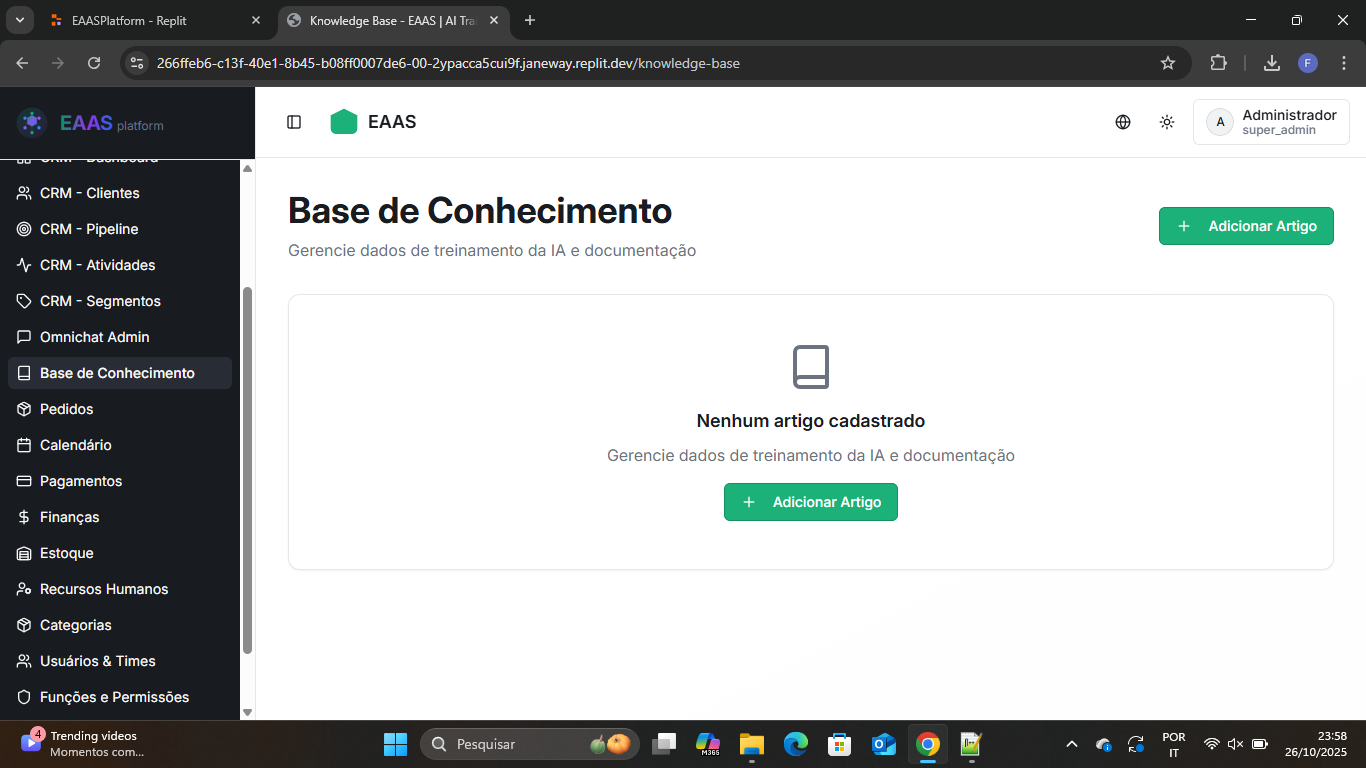 EAASPlatform - Replit
Knowledge Base - EAAS | AI Tra
266ffeb6-c13f-40e1-8b45-b08ff0007de6-00-2ypacca5cui9f.janeway.replit.dev/knowledge-base
F
EAAS platform
EAAS
A
Administrador
super_admin
CRM - Dashboard
CRM - Clientes
CRM - Pipeline
CRM - Atividades
CRM - Segmentos
Omnichat Admin
Base de Conhecimento
Pedidos
Calendário
Pagamentos
Finanças
Estoque
Recursos Humanos
Categorias
Usuários & Times
Funções e Permissões
Base de Conhecimento
Gerencie dados de treinamento da IA e documentação
Adicionar Artigo
Nenhum artigo cadastrado
Gerencie dados de treinamento da IA e documentação
Adicionar Artigo
4
Trending videos
Momentos com...
Pesquisar
M365
POR
IT
23:58
26/10/2025